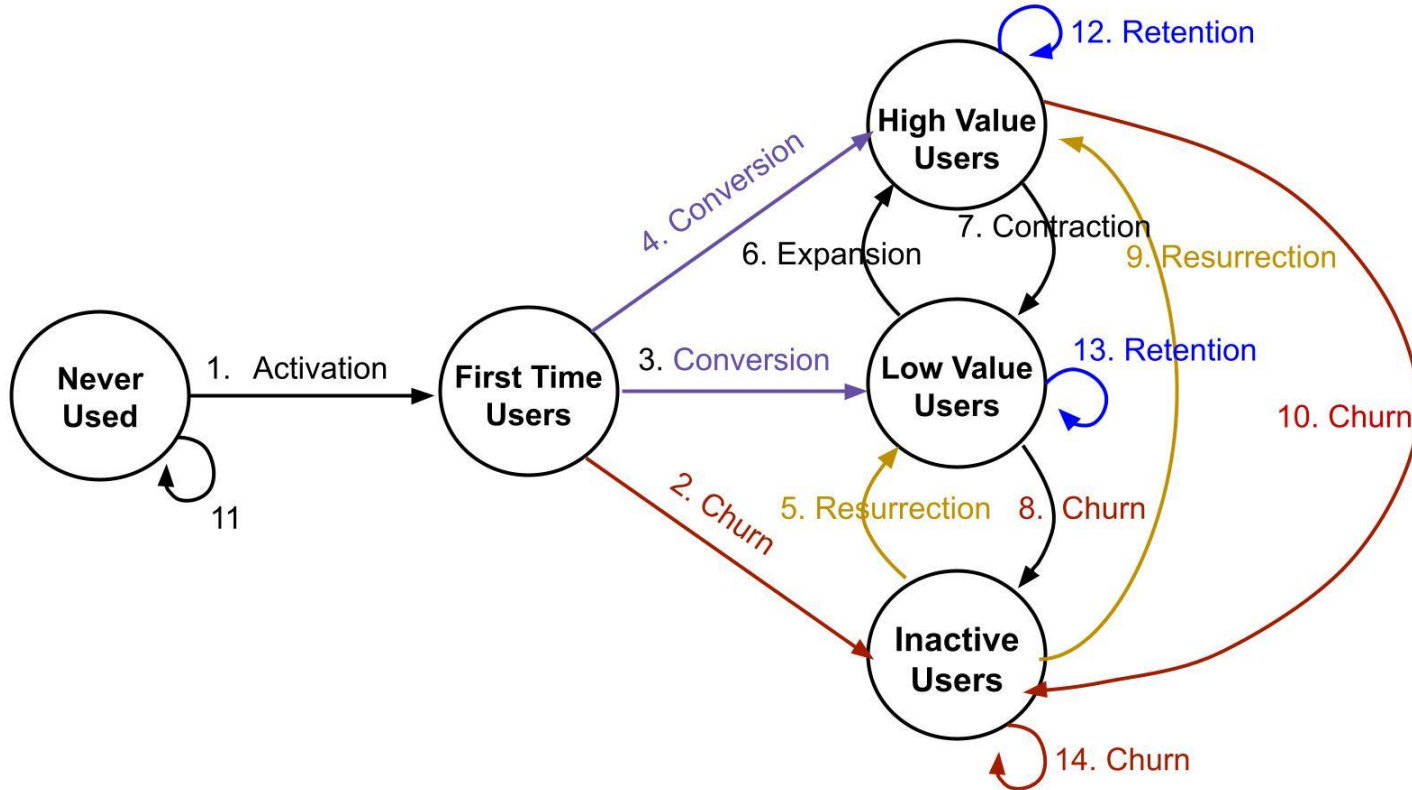 12. Retention
High Value
Users
4. Conversion
7. Contraction
6. Expansion
9. Resurrection
1. Activation
Never
Used
First Time
Users
3. Conversion
Low Value
Users
13. Retention
10. Churn
11
2. Churn
5. Resurrection
8. Churn
Inactive
Users
14. Churn